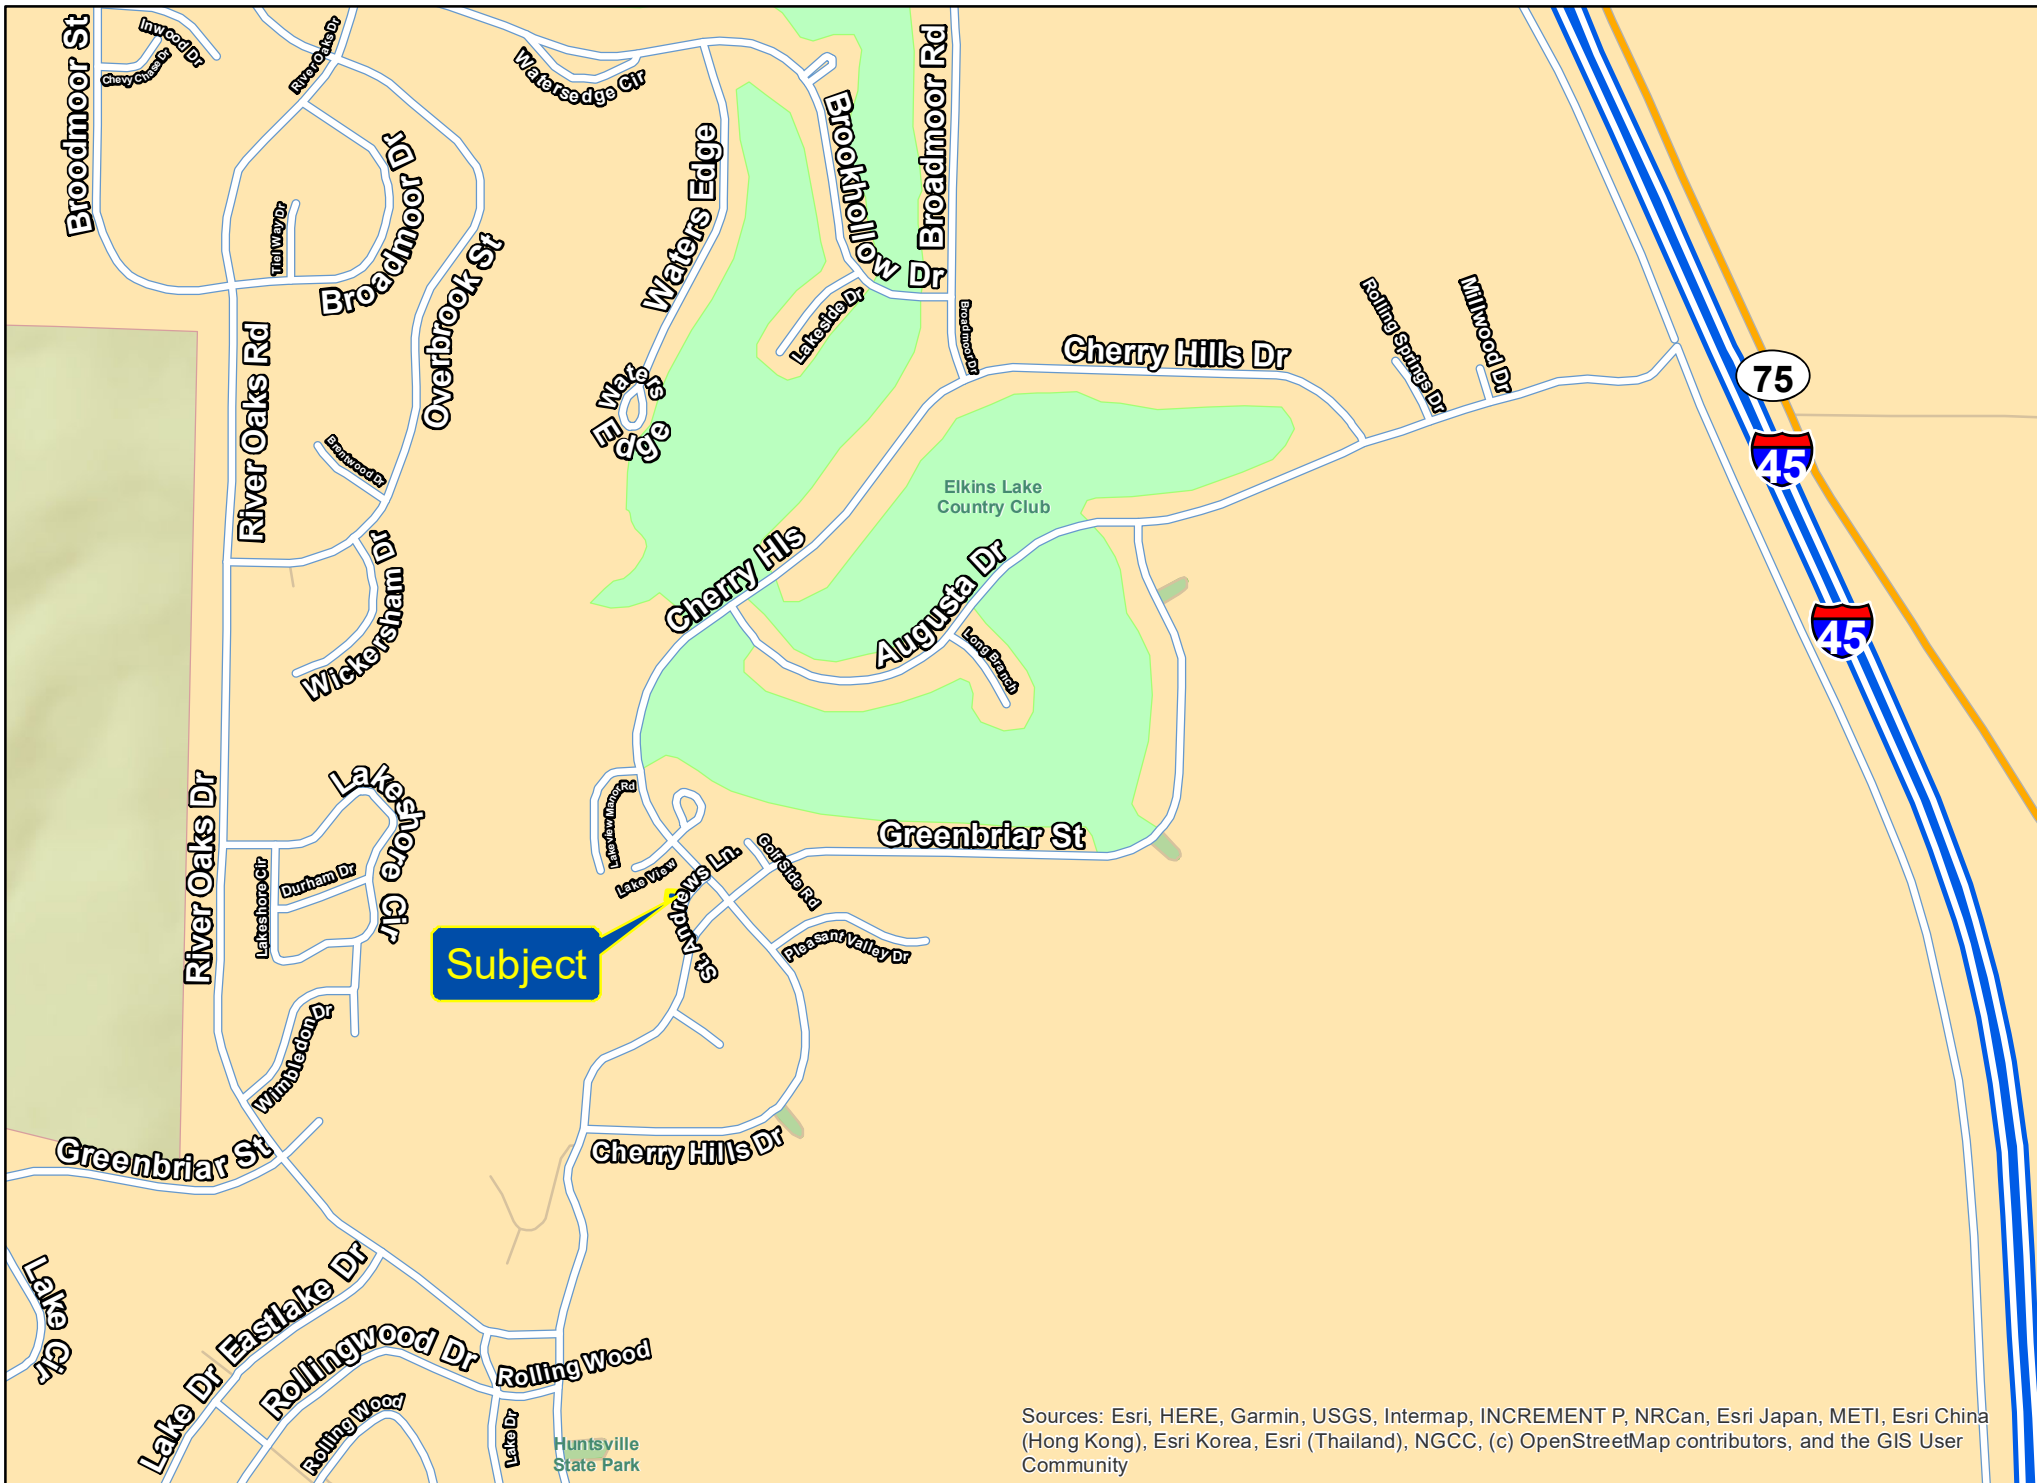 Broodmoor St
Inwood Dr
Chevy Chase Dr
River Oaks Dr
Watersedge Cir
Broadmoor Rd
Brookhollow Dr
Waters Edge
Broadmoor Dr
Tiel Way Dr
Overbrook St
River Oaks Rd
Lakeside Dr
Broadmoor Dr
Cherry Hills Dr
Rolling Springs Dr
Millwood Dr
75
45
45
Waters
Edge
Brentwood Dr
Elkins Lake
Country Club
Cherry Hls
Augusta Dr
Long Branch
Wickersham Dr
River Oaks Dr
Lakeshore Cir
Lakeshore Cir
Durham Dr
Lakeview Manor Rd
Lake View
St. Andrews Ln.
Golf Side Rd
Greenbriar St
Pleasant Valley Dr
Subject
Wimbledon Dr
Greenbriar St
Cherry Hills Dr
Lake Cir
Eastlake Dr
Lake Dr
Rollingwood Dr
Rolling Wood
Rolling Wood
Lake Dr
Huntsville
State Park
Sources: Esri, HERE, Garmin, USGS, Intermap, INCREMENT P, NRCan, Esri Japan, METI, Esri China
(Hong Kong), Esri Korea, Esri (Thailand), NGCC, (c) OpenStreetMap contributors, and the GIS User
Community